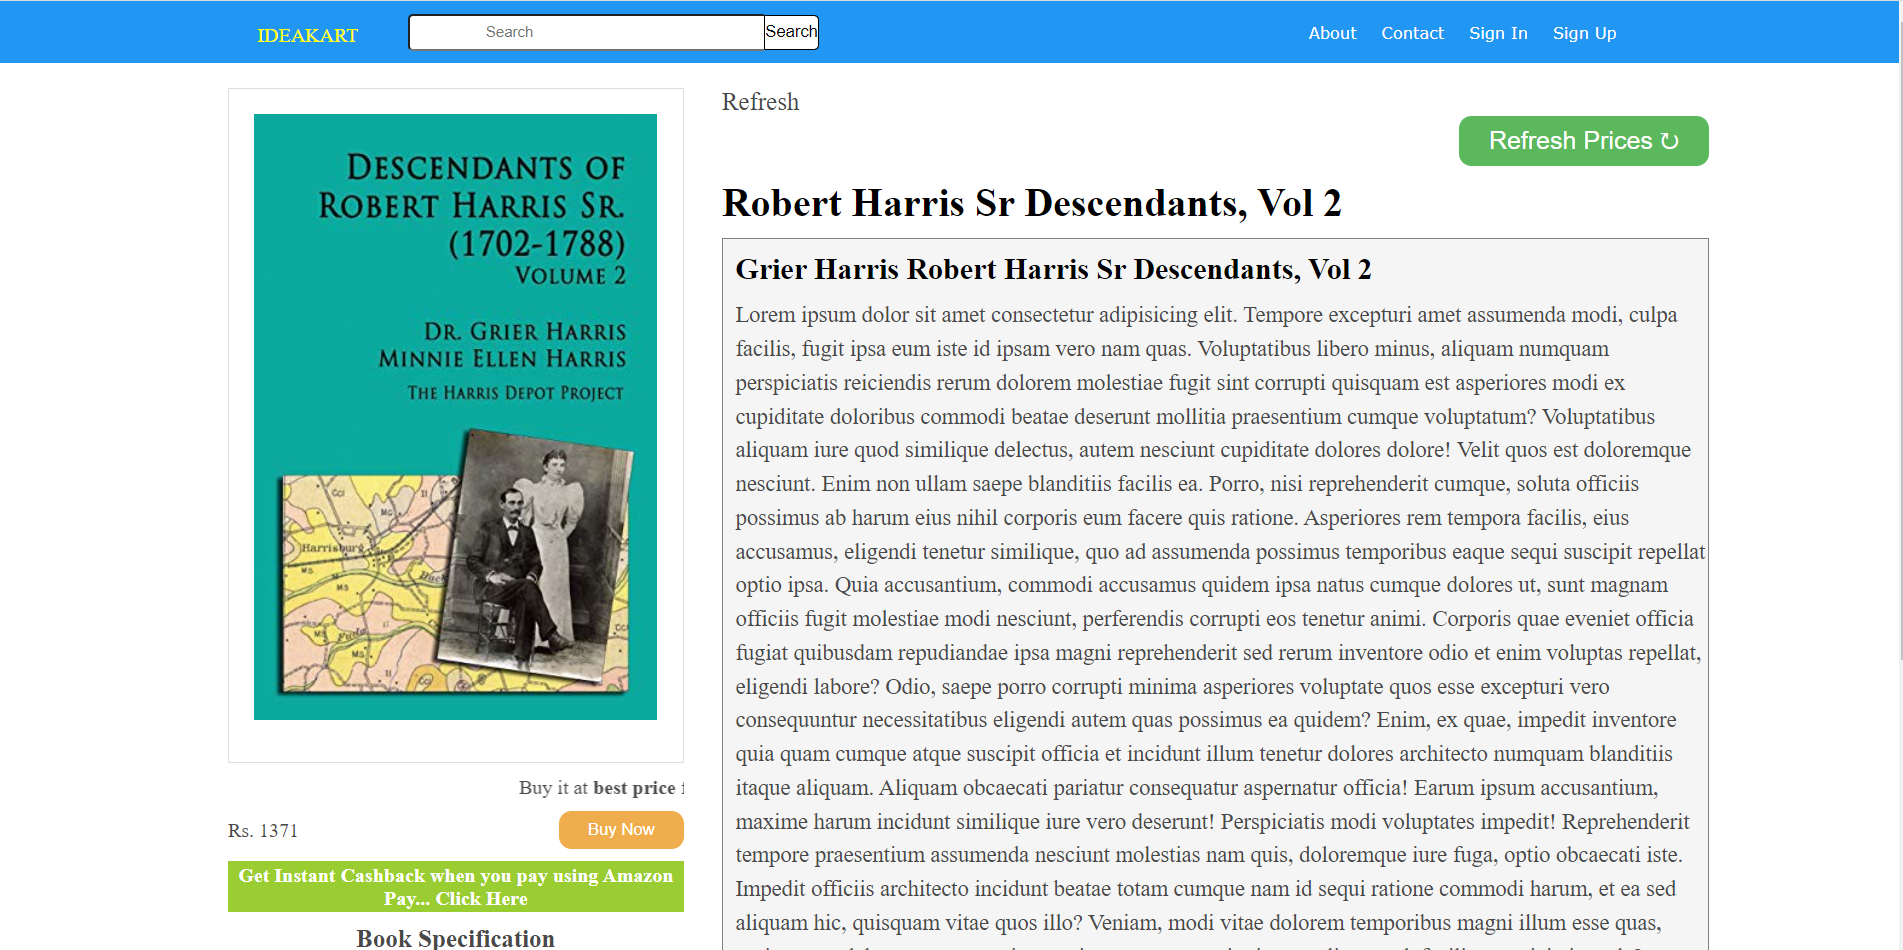 IDEAKART
Search
Search
About Contact Sign In Sign Up
DESCENDANTS OF
ROBERT HARRIS SR.
(1702-1788)
VOLUME 2
DR. GRIER HARRIS
MINNIE ELLEN HARRIS
THE HARRIS DEPOT PROJECT
Harrisburg
Buy it at best price f
Rs. 1371
Buy Now
Get Instant Cashback when you pay using Amazon
Pay... Click Here
Book Specification
Refresh
Refresh Prices ↻
Robert Harris Sr Descendants, Vol 2
Grier Harris Robert Harris Sr Descendants, Vol 2
Lorem ipsum dolor sit amet consectetur adipisicing elit. Tempore excepturi amet assumenda modi, culpa
facilis, fugit ipsa eum iste id ipsam vero nam quas. Voluptatibus libero minus, aliquam numquam
perspiciatis reiciendis rerum dolorem molestiae fugit sint corrupti quisquam est asperiores modi ex
cupiditate doloribus commodi beatae deserunt mollitia praesentium cumque voluptatum? Voluptatibus
aliquam iure quod similique delectus, autem nesciunt cupiditate dolores dolore! Velit quos est doloremque
nesciunt. Enim non ullam saepe blanditiis facilis ea. Porro, nisi reprehenderit cumque, soluta officiis
possimus ab harum eius nihil corporis eum facere quis ratione. Asperiores rem tempora facilis, eius
accusamus, eligendi tenetur similique, quo ad assumenda possimus temporibus eaque sequi suscipit repellat
optio ipsa. Quia accusantium, commodi accusamus quidem ipsa natus cumque dolores ut, sunt magnam
officiis fugit molestiae modi nesciunt, perferendis corrupti eos tenetur animi. Corporis quae eveniet officia
fugiat quibusdam repudiandae ipsa magni reprehenderit sed rerum inventore odio et enim voluptas repellat,
eligendi labore? Odio, saepe porro corrupti minima asperiores voluptate quos esse excepturi vero
consequuntur necessitatibus eligendi autem quas possimus ea quidem? Enim, ex quae, impedit inventore
quia quam cumque atque suscipit officia et incidunt illum tenetur dolores architecto numquam blanditiis
itaque aliquam. Aliquam obcaecati pariatur consequatur aspernatur officia! Earum ipsum accusantium,
maxime harum incidunt similique iure vero deserunt! Perspiciatis modi voluptates impedit! Reprehenderit
tempore praesentium assumenda nesciunt molestias nam quis, doloremque iure fuga, optio obcaecati iste.
Impedit officiis architecto incidunt beatae totam cumque nam id sequi ratione commodi harum, et ea sed
aliquam hic, quisquam vitae quos illo? Veniam, modi vitae dolorem temporibus magni illum esse quas,